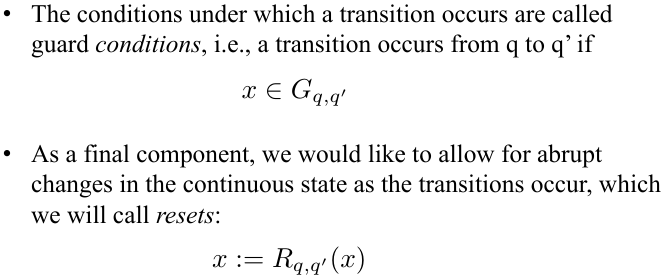 • The conditions under which a transition occurs are called
guard conditions, i.e., a transition occurs from q to q’ if
x ∈ G_{q,q′}
• As a final component, we would like to allow for abrupt
changes in the continuous state as the transitions occur, which
we will call resets:
x := R_{q,q′}(x)